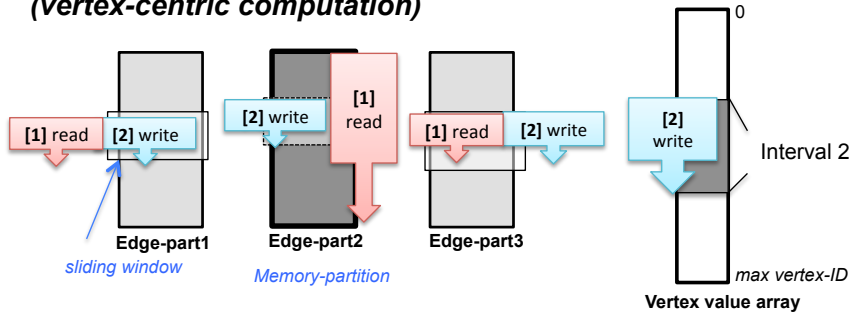 (vertex-centric computation)
0
[1] read
[2] write
[2] write
[1]
read
[1] read
[2] write
[2]
write
Interval 2
Edge-part1
Edge-part2
Edge-part3
sliding window
Memory-partition
max vertex-ID
Vertex value array